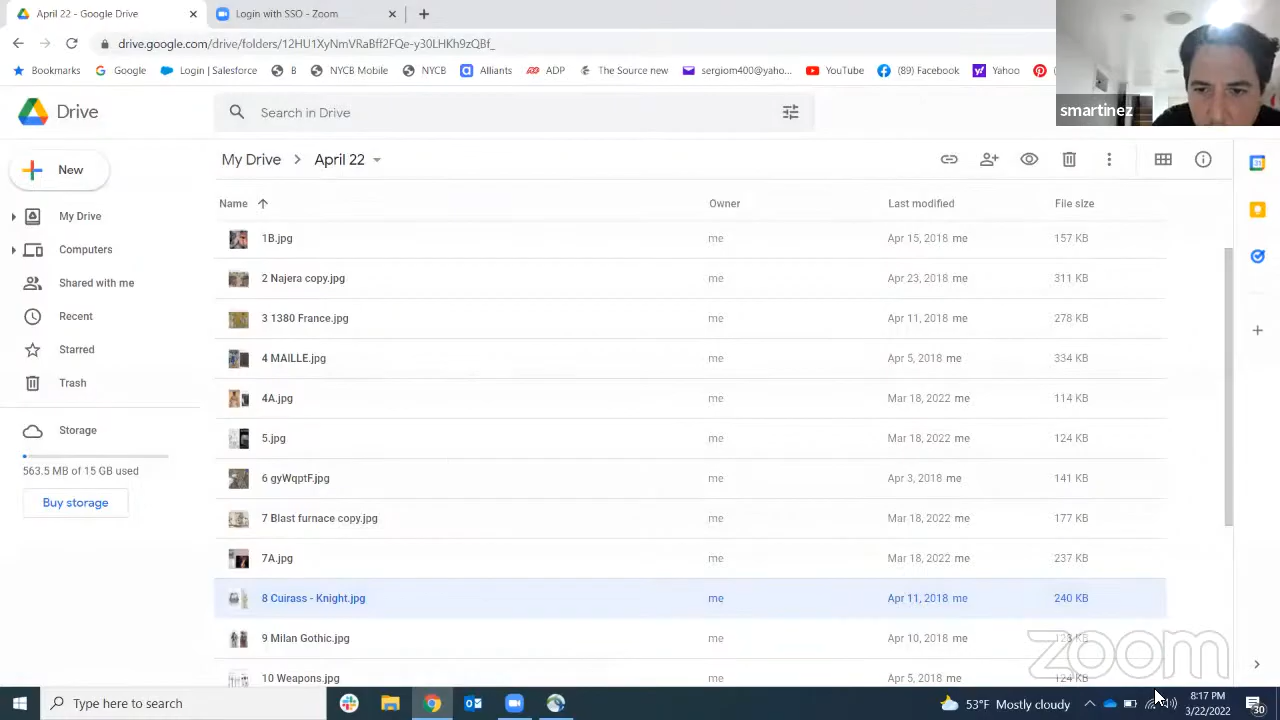 April 22 - Google Drive
Login with SSO - Zoom
drive.google.com/drive/folders/12HU1XyNmVRaBff2FQe-y30LHKh9zQBf_
Bookmarks Google Login | Salesforce B NYCB Mobile NYCB Alliants ADP The Source new sergiom400@yaho... YouTube (89) Facebook Yahoo
smartinez
Drive
Search in Drive
New
My Drive > April 22
Name Owner Last modified File size
My Drive
Computers
Shared with me
Recent
Starred
Trash
Storage
563.5 MB of 15 GB used
Buy storage
1B.jpg me Apr 15, 2018 me 157 KB
2 Najera copy.jpg me Apr 23, 2018 me 311 KB
3 1380 France.jpg me Apr 11, 2018 me 278 KB
4 MAILLE.jpg me Apr 5, 2018 me 334 KB
4A.jpg me Mar 18, 2022 me 114 KB
5.jpg me Mar 18, 2022 me 124 KB
6 gyWqptF.jpg me Apr 3, 2018 me 141 KB
7 Blast furnace copy.jpg me Mar 18, 2022 me 177 KB
7A.jpg me Mar 18, 2022 me 237 KB
8 Cuirass - Knight.jpg me Apr 11, 2018 me 240 KB
9 Milan Gothic.jpg me Apr 10, 2018 me KB
10 Weapons.jpg me Apr 5, 2018 me 124 KB
zoom
Type here to search
53°F Mostly cloudy
8:17 PM
3/22/2022
30